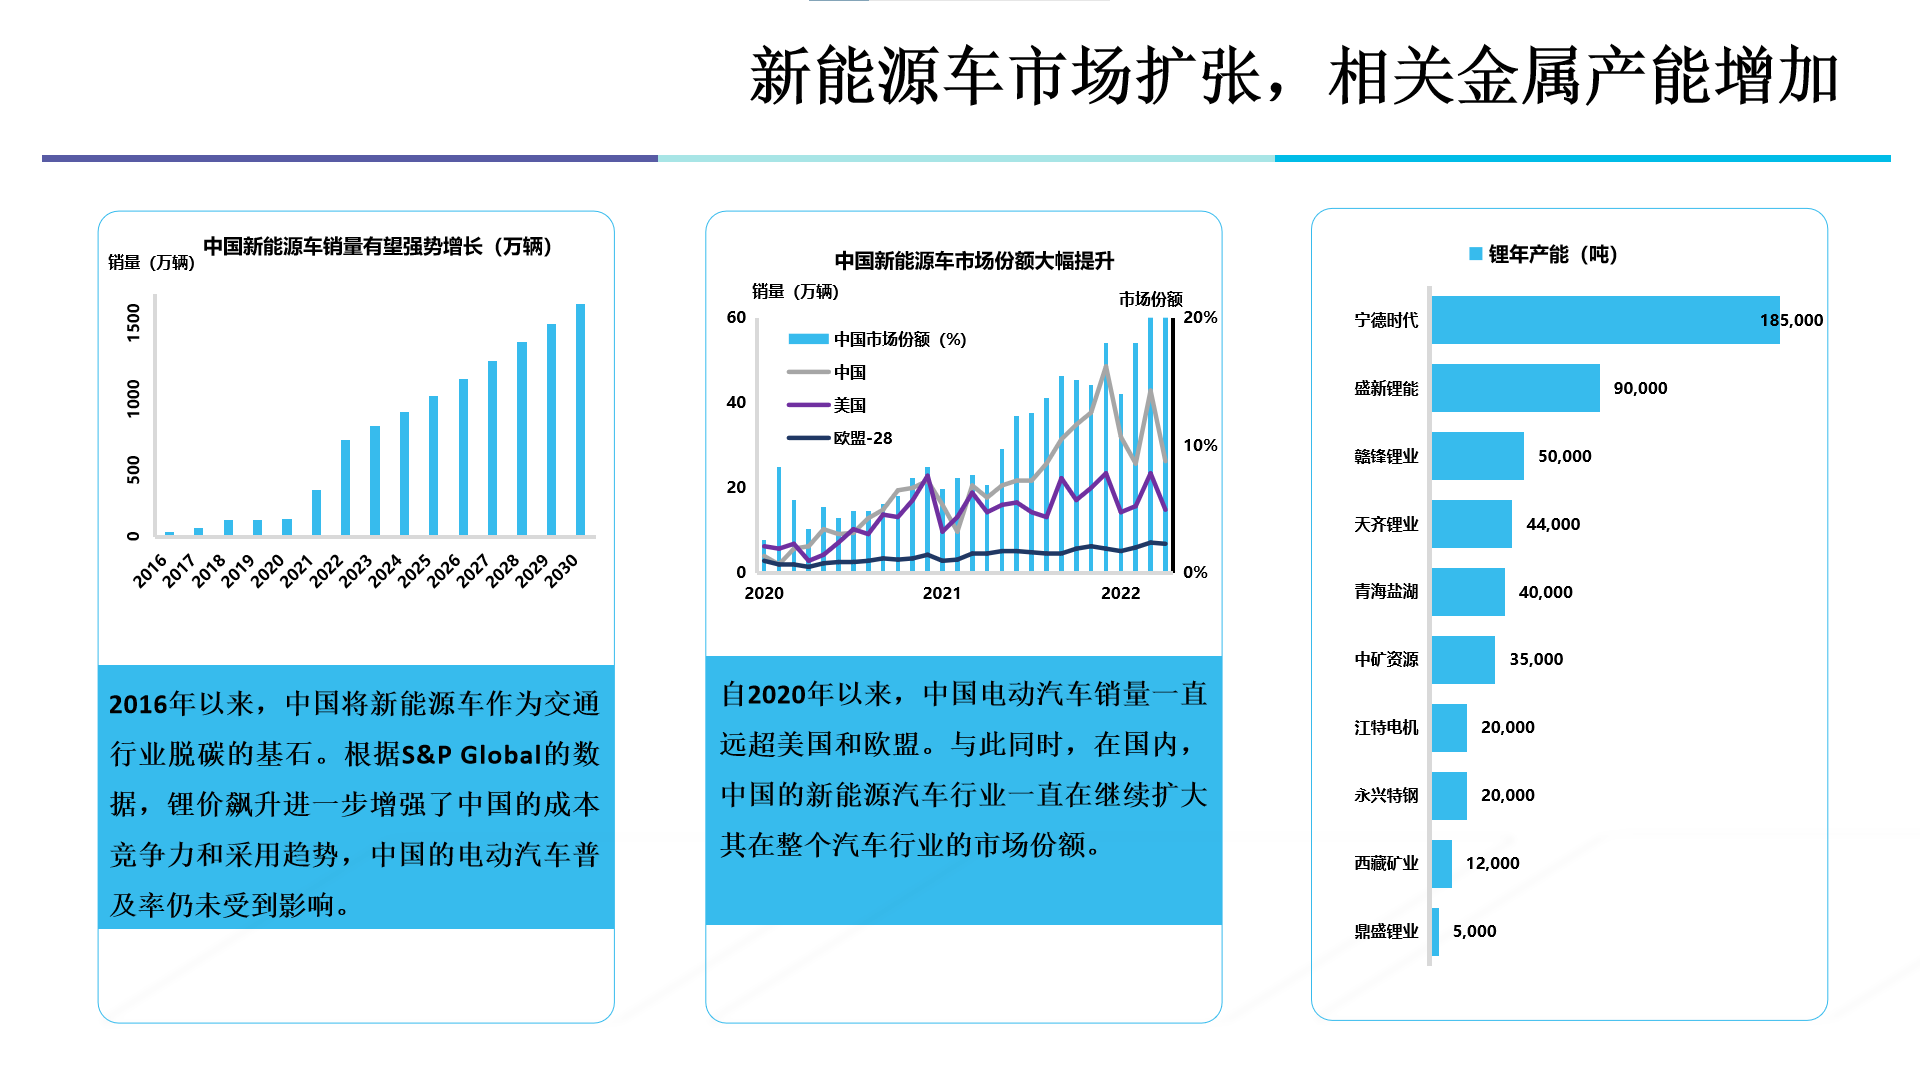 新能源车市场扩张，相关金属产能增加
中国新能源车销量有望强势增长（万辆）
销量（万辆）
1500
1000
500
0
2016
2017
2018
2019
2020
2021
2022
2023
2024
2025
2026
2027
2028
2029
2030
2016年以来，中国将新能源车作为交通
行业脱碳的基石。根据S&P Global的数
据，锂价飙升进一步增强了中国的成本
竞争力和采用趋势，中国的电动汽车普
及率仍未受到影响。
中国新能源车市场份额大幅提升
销量（万辆）
市场份额
60
40
20
0
20%
10%
0%
中国市场份额（%）
中国
美国
欧盟-28
2020
2021
2022
自2020年以来，中国电动汽车销量一直
远超美国和欧盟。与此同时，在国内，
中国的新能源汽车行业一直在继续扩大
其在整个汽车行业的市场份额。
锂年产能（吨）
宁德时代 185,000
盛新锂能 90,000
赣锋锂业 50,000
天齐锂业 44,000
青海盐湖 40,000
中矿资源 35,000
江特电机 20,000
永兴特钢 20,000
西藏矿业 12,000
鼎盛锂业 5,000